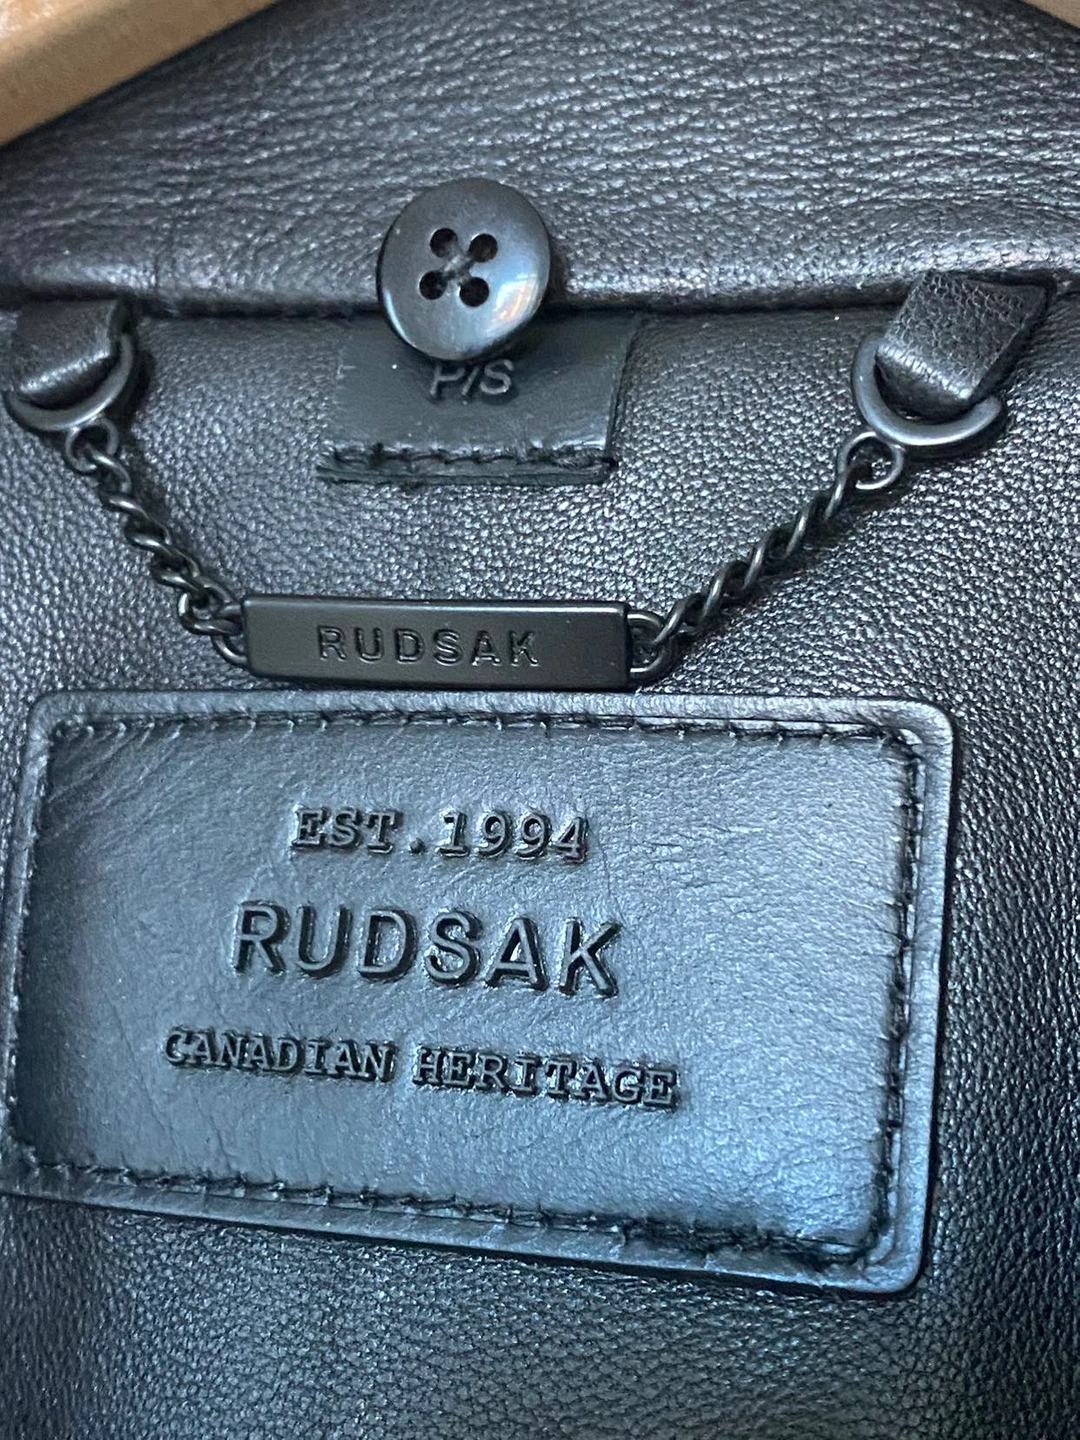 P/S
RUDSAK
EST.1994
RUDSAK
CANADIAN HERITAGE